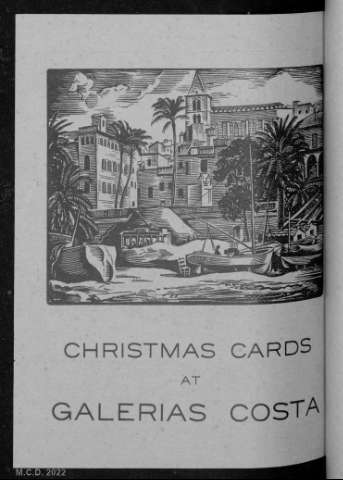 CHRISTMAS CARDS
AT
GALERIAS COSTA
M.C.D. 2022